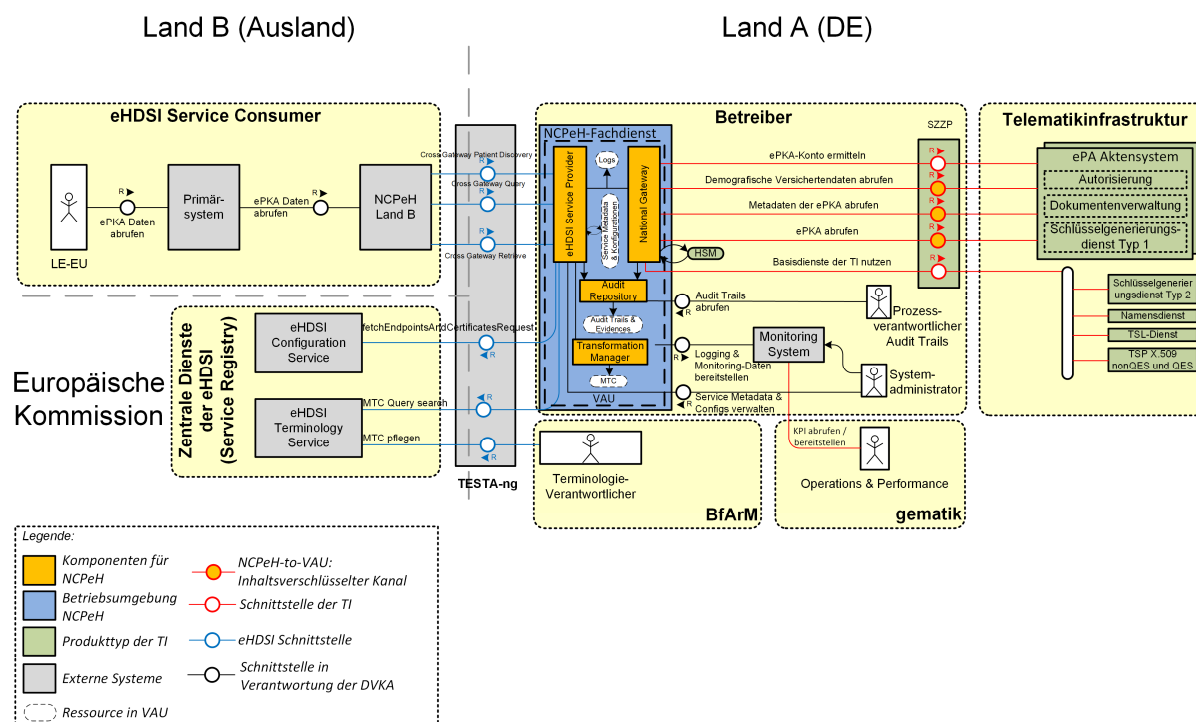 Land B (Ausland)
Land A (DE)
eHDSI Service Consumer
LE-EU
R
ePKA Daten
abrufen
Primär-
system
R
ePKA Daten
abrufen
NCPeH
Land B
Cross Gateway Patient Discovery
R
Cross Gateway Query
R
R
Cross Gateway Retrieve
TESTA-ng
Betreiber
NCPeH-Fachdienst
eHDSI Service Provider
Logs
Service Metadata
& Konfigurationen
National Gateway
HSM
Audit
Repository
Audit Trails &
Evidences
Transformation
Manager
MTC
VAU
SZZP
ePKA-Konto ermitteln
R
Demografische Versichertendaten abrufen
R
Metadaten der ePKA abrufen
R
ePKA abrufen
R
Basisdienste der TI nutzen
R
Audit Trails
abrufen
R
Prozess-
verantwortlicher
Audit Trails
Logging &
Monitoring-Daten
bereitstellen
R
Monitoring
System
System-
administrator
Service Metadata &
Configs verwalten
R
Telematikinfrastruktur
ePA Aktensystem
Autorisierung
Dokumentenverwaltung
Schlüsselgenerierungs-
dienst Typ 1
Schlüsselgenerier
ungsdienst Typ 2
Namensdienst
TSL-Dienst
TSP X.509
nonQES und QES
Europäische
Kommission
Zentrale Dienste
der eHDSI
(Service Registry)
eHDSI
Configuration
Service
fetchEndpointsAndCertificatesRequest
R
eHDSI
Terminology
Service
MTC Query search
R
MTC pflegen
R
Terminologie-
Verantwortlicher
BfArM
KPI abrufen /
bereitstellen
Operations & Performance
gematik
Legende:
Komponenten für
NCPeH
Betriebsumgebung
NCPeH
Produkttyp der TI
Externe Systeme
Ressource in VAU
NCPeH-to-VAU:
Inhaltsverschlüsselter Kanal
Schnittstelle der TI
eHDSI Schnittstelle
Schnittstelle in
Verantwortung der DVKA